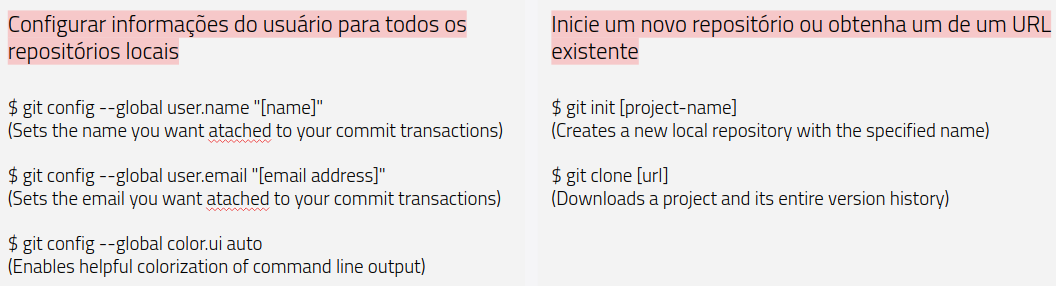 Configurar informações do usuário para todos os
repositórios locais
$ git config --global user.name "[name]"
(Sets the name you want atached to your commit transactions)
$ git config --global user.email "[email address]"
(Sets the email you want atached to your commit transactions)
$ git config --global color.ui auto
(Enables helpful colorization of command line output)
Inicie um novo repositório ou obtenha um de um URL
existente
$ git init [project-name]
(Creates a new local repository with the specified name)
$ git clone [url]
(Downloads a project and its entire version history)